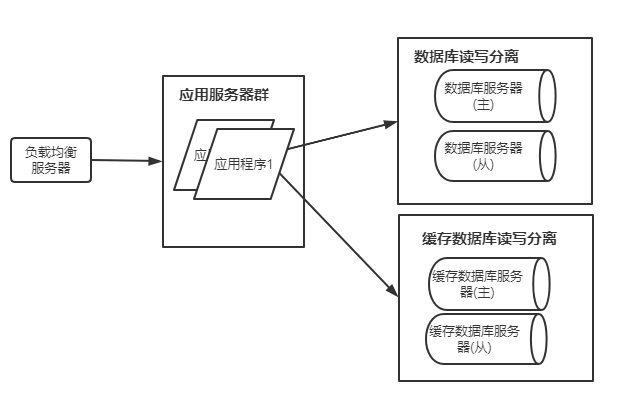 负载均衡
服务器
应用服务器群
应
应用程序1
数据库读写分离
数据库服务器
(主)
数据库服务器
(从)
缓存数据库读写分离
缓存数据库服务
器(主)
缓存数据库服务
器(从)